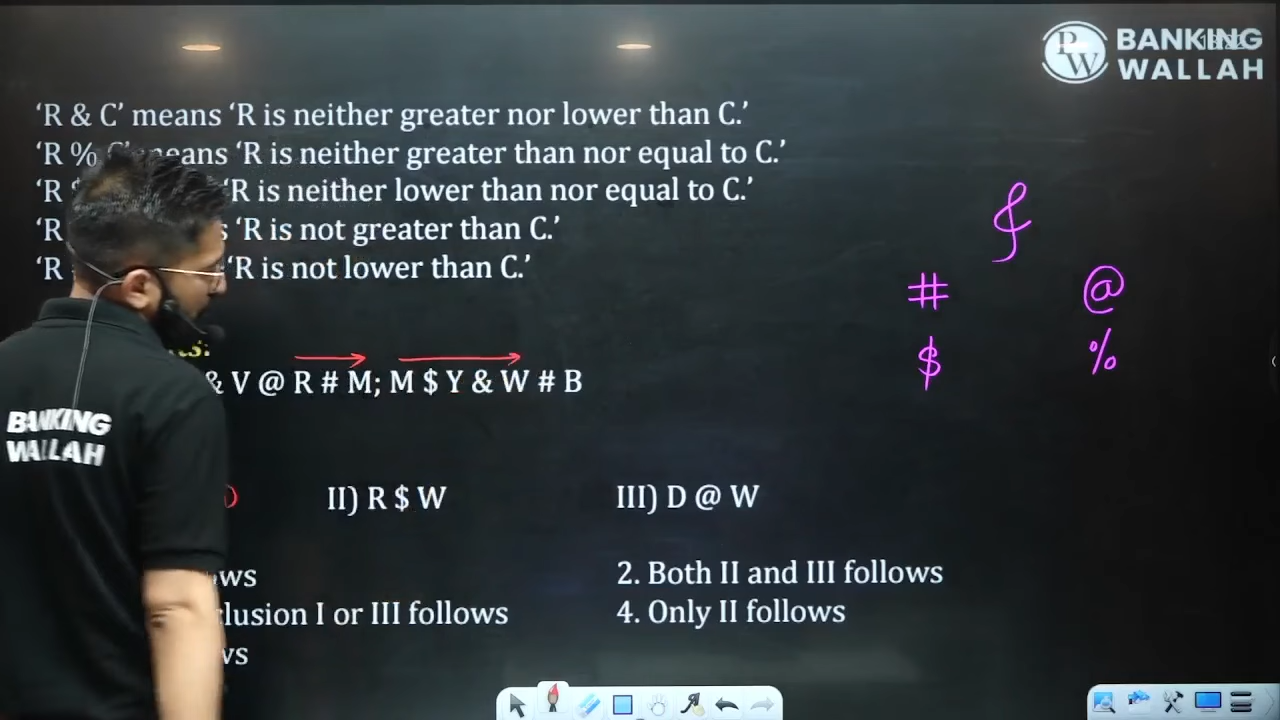 BANKING
WALLAH
PW
'R & C' means 'R is neither greater nor lower than C.'
'R % C' means 'R is neither greater than nor equal to C.'
'R 'R is neither lower than nor equal to C.'
'R 'R is not greater than C.'
'R 'R is not lower than C.'
&
# @
$ %
& V @ R # M; M $ Y & W # B
BANKING
WALLAH
II) R $ W III) D @ W
2. Both II and III follows
I or III follows
4. Only II follows